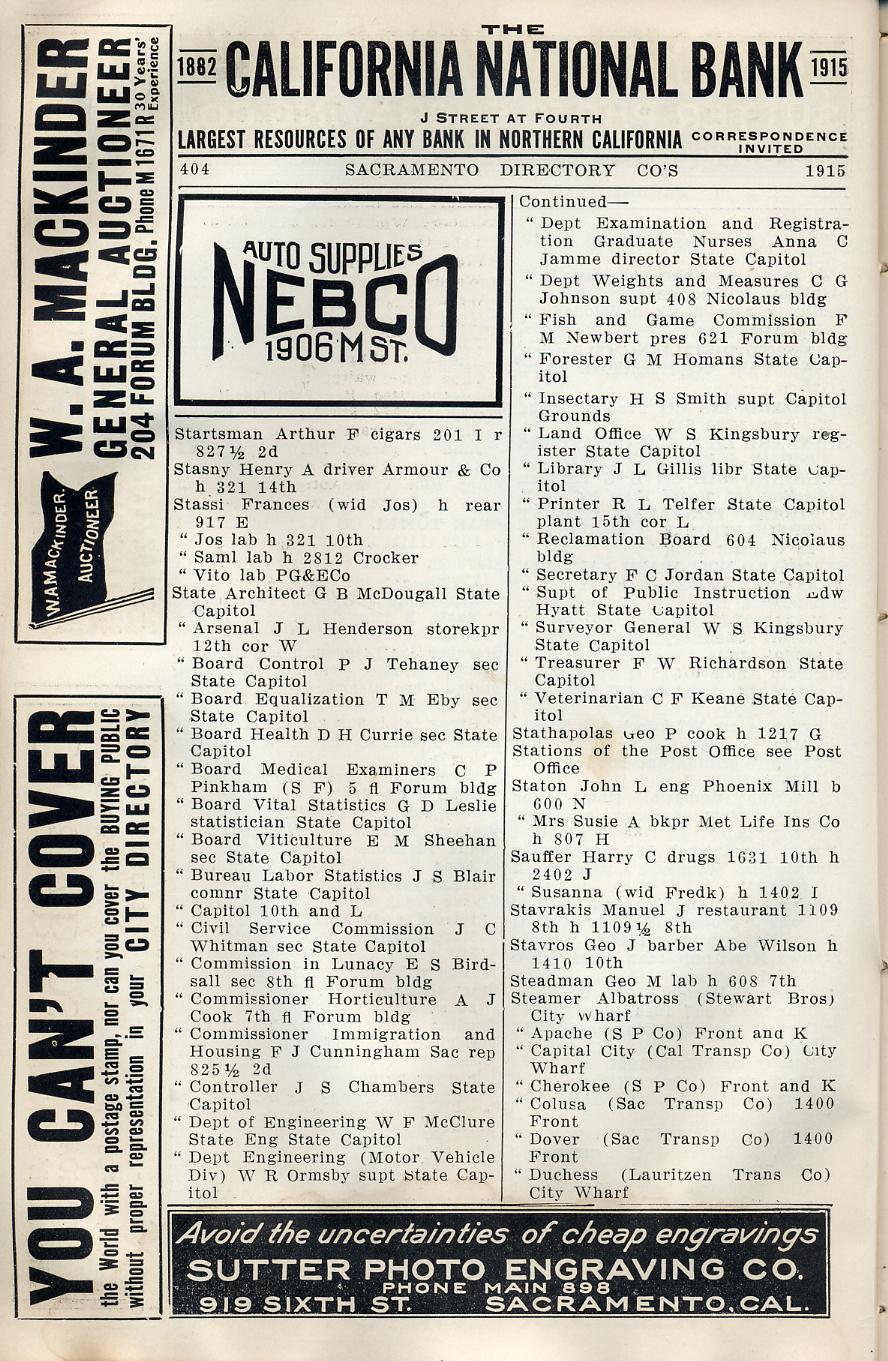 THE
1882 CALIFORNIA NATIONAL BANK 1915
J STREET AT FOURTH
LARGEST RESOURCES OF ANY BANK IN NORTHERN CALIFORNIA CORRESPONDENCE INVITED
404 SACRAMENTO DIRECTORY CO'S 1915
W. A. MACKINDER
GENERAL AUCTIONEER
204 FORUM BLDG. Phone M 1671 R 30 Years' Experience
W.A.MACKINDER.
AUCTIONEER
YOU CAN'T COVER
the World with a postage stamp, nor can you cover the BUYING PUBLIC
without proper representation in your CITY DIRECTORY
AUTO SUPPLIES
NEBCO
1906 M ST.
Startsman Arthur F cigars 201 I r
827½ 2d
Stasny Henry A driver Armour & Co
h 321 14th
Stassi Frances (wid Jos) h rear
917 E
" Jos lab h 321 10th
" Saml lab h 2812 Crocker
" Vito lab PG&ECo
State Architect G B McDougall State
Capitol
" Arsenal J L Henderson storekpr
12th cor W
" Board Control P J Tehaney sec
State Capitol
" Board Equalization T M Eby sec
State Capitol
" Board Health D H Currie sec State
Capitol
" Board Medical Examiners C P
Pinkham (S F) 5 fl Forum bldg
" Board Vital Statistics G D Leslie
statistician State Capitol
" Board Viticulture E M Sheehan
sec State Capitol
" Bureau Labor Statistics J S Blair
comnr State Capitol
" Capitol 10th and L
" Civil Service Commission J C
Whitman sec State Capitol
" Commission in Lunacy E S Bird-
sall sec 8th fl Forum bldg
" Commissioner Horticulture A J
Cook 7th fl Forum bldg
" Commissioner Immigration and
Housing F J Cunningham Sac rep
825½ 2d
" Controller J S Chambers State
Capitol
" Dept of Engineering W F McClure
State Eng State Capitol
" Dept Engineering (Motor Vehicle
Div) W R Ormsby supt State Cap-
itol
Continued—
" Dept Examination and Registra-
tion Graduate Nurses Anna C
Jamme director State Capitol
" Dept Weights and Measures C G
Johnson supt 408 Nicolaus bldg
" Fish and Game Commission F
M Newbert pres 621 Forum bldg
" Forester G M Homans State Cap-
itol
" Insectary H S Smith supt Capitol
Grounds
" Land Office W S Kingsbury reg-
ister State Capitol
" Library J L Gillis libr State Cap-
itol
" Printer R L Telfer State Capitol
plant 15th cor L
" Reclamation Board 604 Nicolaus
bldg
" Secretary F C Jordan State Capitol
" Supt of Public Instruction Edw
Hyatt State Capitol
" Surveyor General W S Kingsbury
State Capitol
" Treasurer F W Richardson State
Capitol
" Veterinarian C F Keane State Cap-
itol
Stathapolas Geo P cook h 1217 G
Stations of the Post Office see Post
Office
Staton John L eng Phoenix Mill b
600 N
" Mrs Susie A bkpr Met Life Ins Co
h 807 H
Sauffer Harry C drugs 1631 10th h
2402 J
" Susanna (wid Fredk) h 1402 I
Stavrakis Manuel J restaurant 1109
8th h 1109½ 8th
Stavros Geo J barber Abe Wilson h
1410 10th
Steadman Geo M lab h 608 7th
Steamer Albatross (Stewart Bros)
City Wharf
" Apache (S P Co) Front and K
" Capital City (Cal Transp Co) City
Wharf
" Cherokee (S P Co) Front and K
" Colusa (Sac Transp Co) 1400
Front
" Dover (Sac Transp Co) 1400
Front
" Duchess (Lauritzen Trans Co)
City Wharf
Avoid the uncertainties of cheap engravings
SUTTER PHOTO ENGRAVING CO.
PHONE MAIN 898
919 SIXTH ST. SACRAMENTO, CAL.